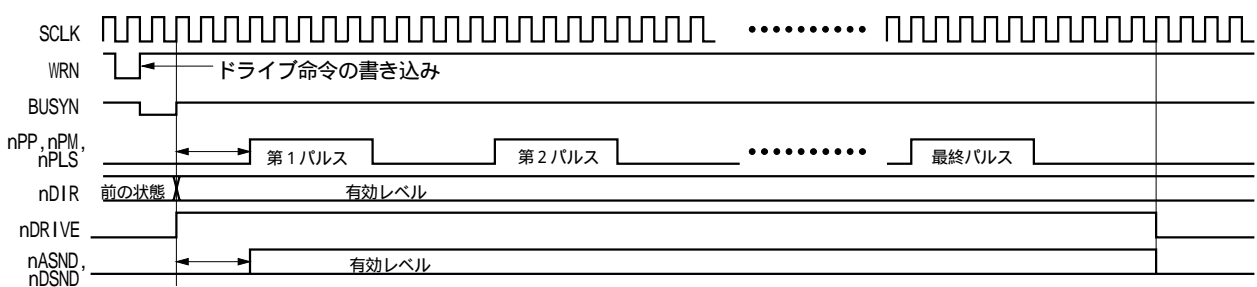 SCLK
WRN
ドライブ命令の書き込み
BUSYN
nPP,nPM,
nPLS
第1パルス
第2パルス
最終パルス
nDIR
前の状態
有効レベル
nDRIVE
nASND,
nDSND
有効レベル